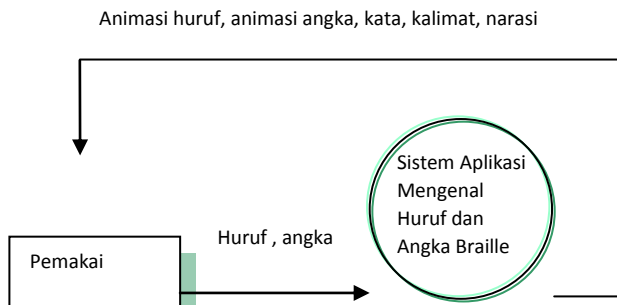 Animasi huruf, animasi angka, kata, kalimat, narasi
Sistem Aplikasi
Mengenal
Huruf dan
Angka Braille
Huruf , angka
Pemakai